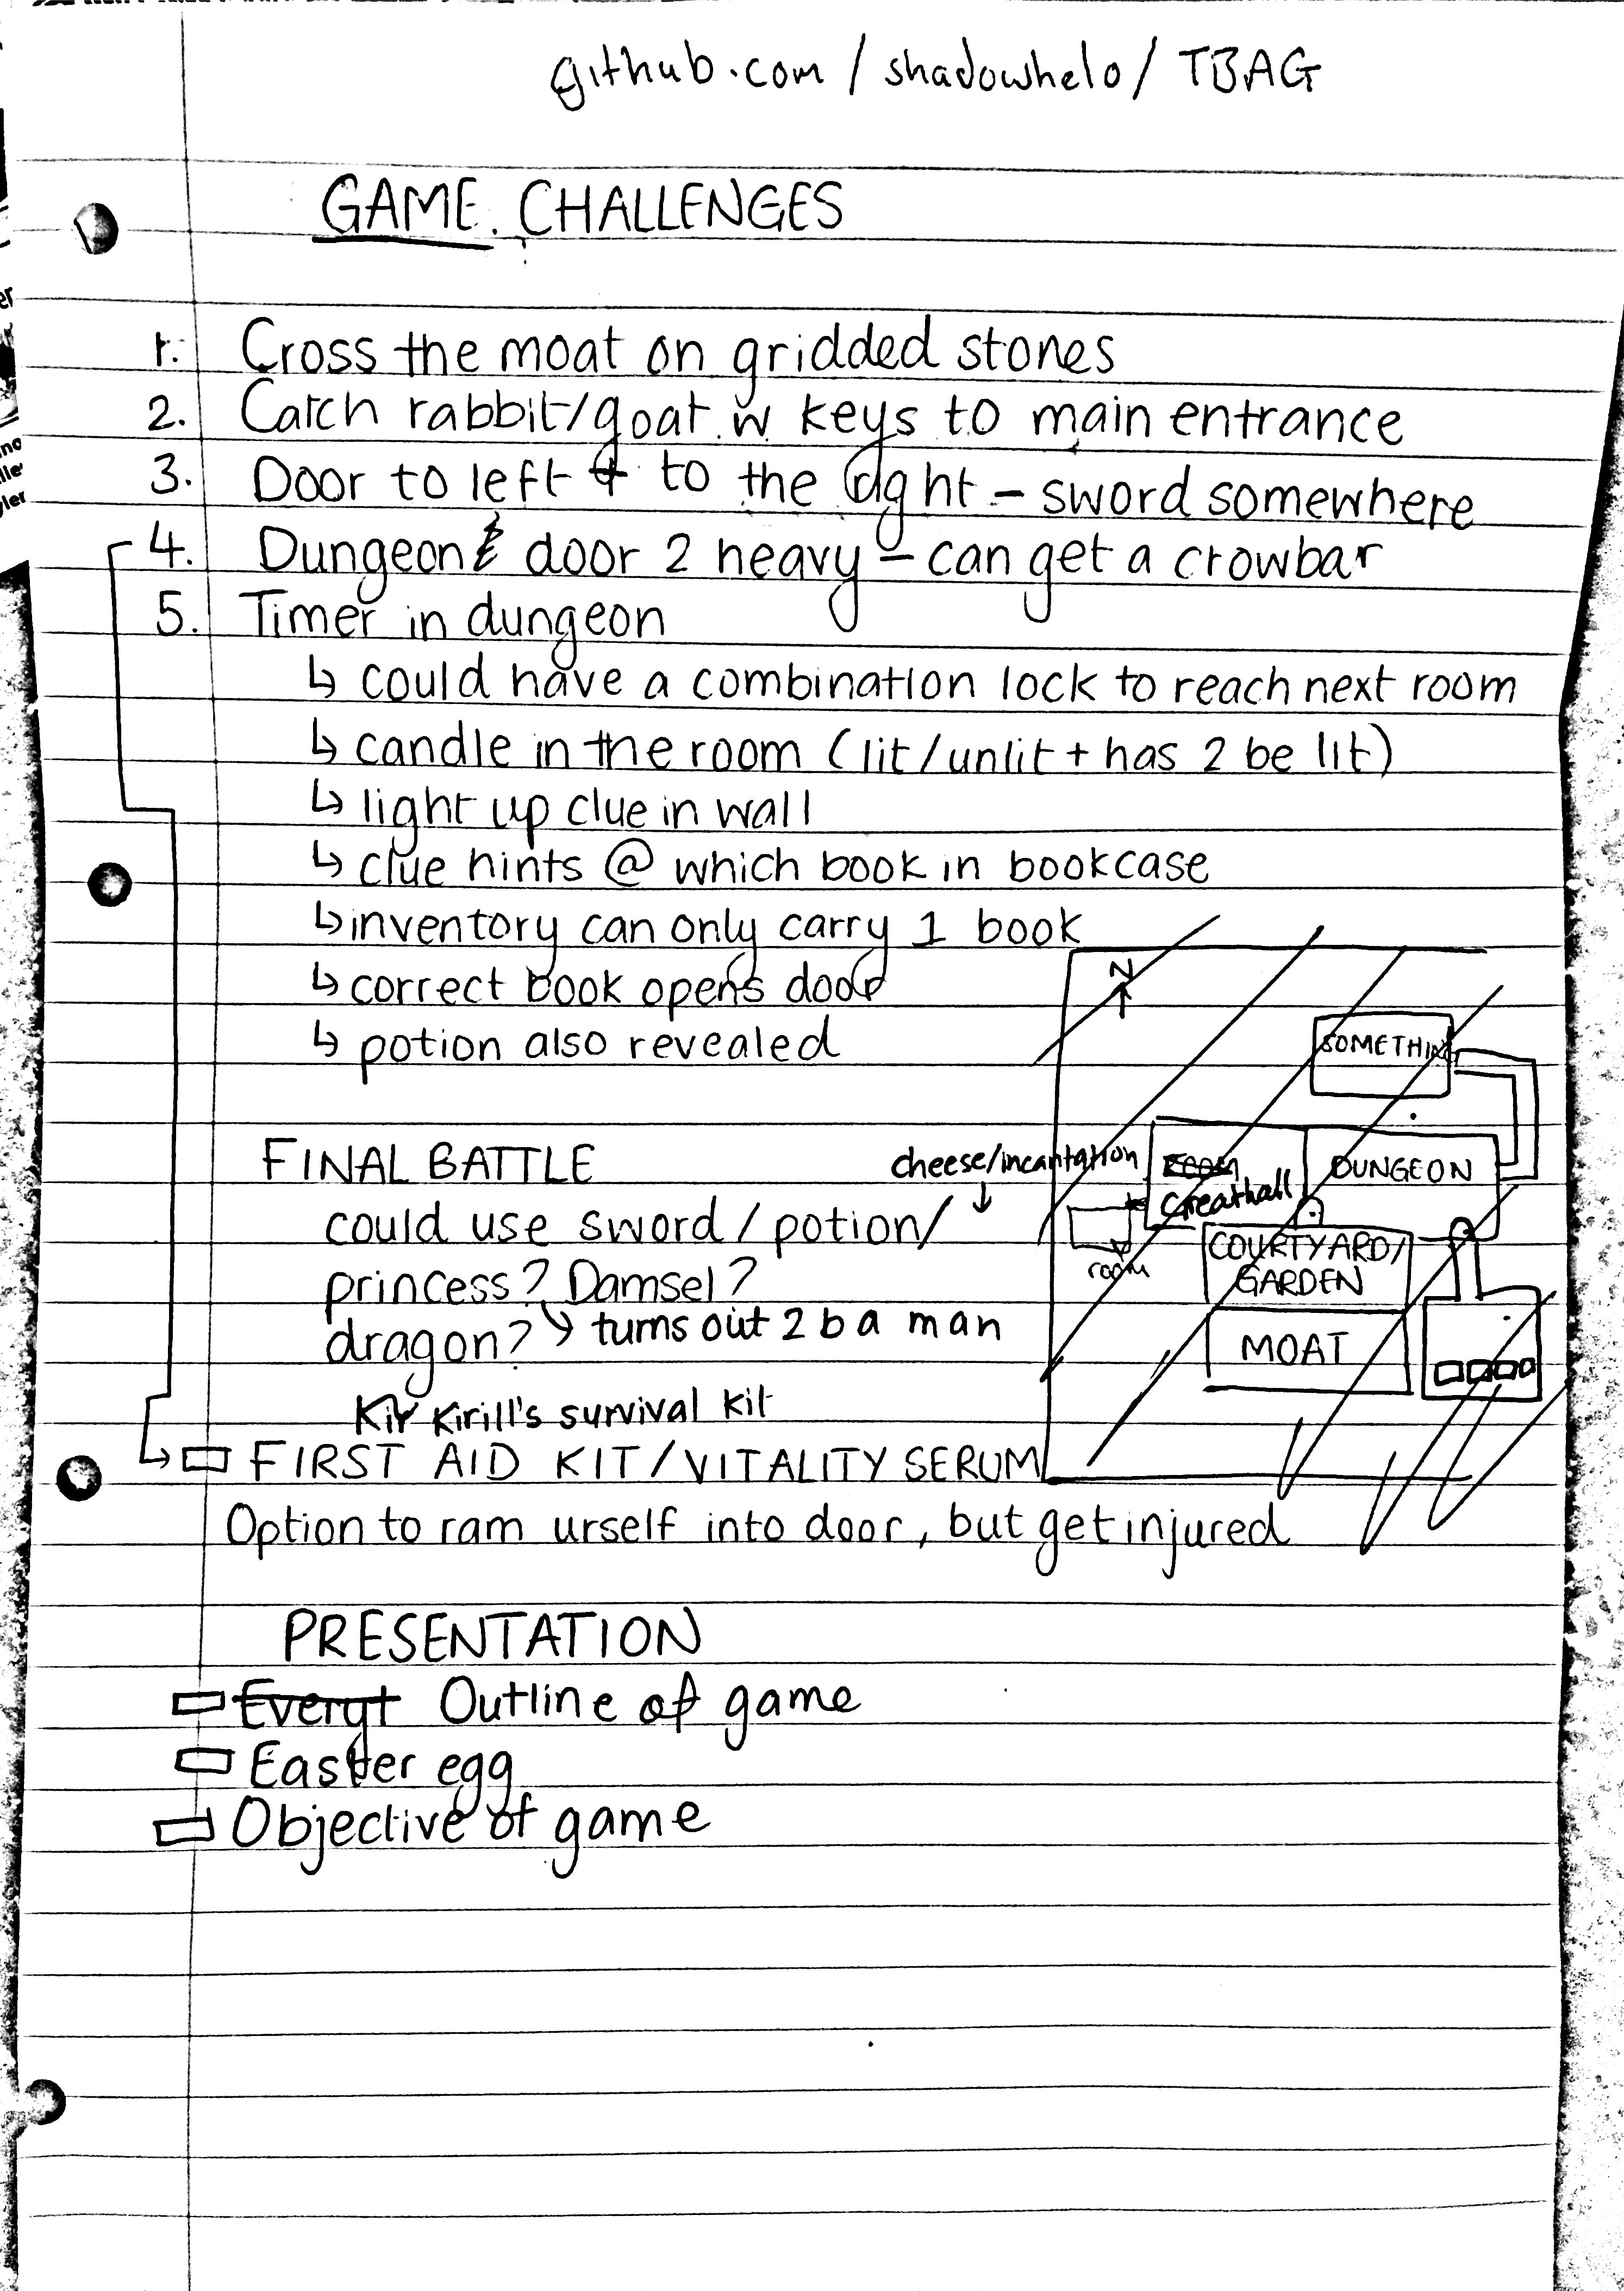 github.com / shadowhelo / TBAG
GAME. CHALLENGES
1. Cross the moat on gridded stones
2. Catch rabbit/goat w keys to main entrance
3. Door to left + to the right - sword somewhere
4. Dungeon door 2 heavy - can get a crowbar
5. Timer in dungeon
↳ could have a combination lock to reach next room
↳ candle in the room (lit/unlit + has 2 be lit)
↳ light up clue in wall
↳ clue hints @ which book in bookcase
↳ inventory can only carry 1 book
↳ correct book opens door
↳ potion also revealed
FINAL BATTLE
cheese/incantation
could use sword / potion/
princess? Damsel?
dragon? ↳ turns out 2 b a man
Kir Kirill's survival kit
FIRST AID KIT/VITALITY SERUM
Option to ram urself into door, but get injured
N
SOMETHIN
DUNGEON
Greathall
room
COURTYARD/
GARDEN
MOAT
PRESENTATION
Everyt Outline of game
Easter egg
Objective of game